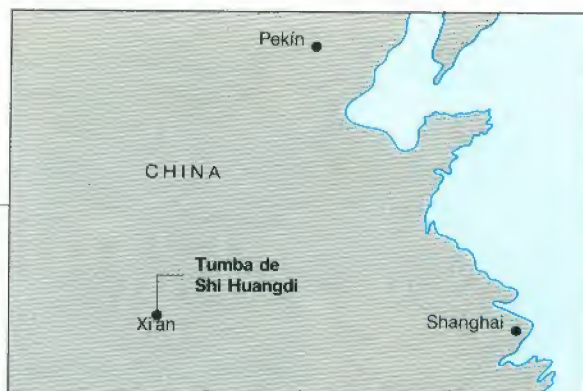 Pekín
CHINA
Tumba de
Shi Huangdi
Xi'an
Shanghai